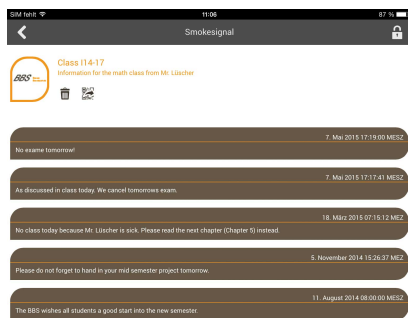 SIM fehlt
11:06
87 %
Smokesignal
BBS
Class I14-17
Information for the math class from Mr. Lüscher
7. Mai 2015 17:19:00 MESZ
No exame tomorrow!
7. Mai 2015 17:17:41 MESZ
As discussed in class today. We cancel tomorrows exam.
18. März 2015 07:15:12 MEZ
No class today because Mr. Lüscher is sick. Please read the next chapter (Chapter 5) instead.
5. November 2014 15:26:37 MEZ
Please do not forget to hand in your mid semester project tomorrow.
11. August 2014 08:00:00 MESZ
The BBS wishes all students a good start into the new semester.